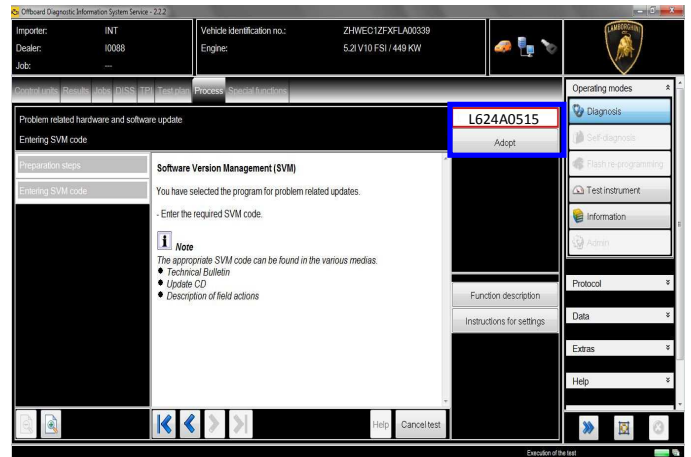 Offboard Diagnostic Information System Service - 2.2.2
Importer: INT
Dealer: I0088
Job: ---
Vehicle identification no.: ZHWEC1ZFXFLA00339
Engine: 5.2l V10 FSI / 449 KW
LAMBORGHINI
Control units Results Jobs DISS TPI Test plan Process Special functions
Problem related hardware and software update
Entering SVM code
L624A0515
Adopt
Preparation steps
Entering SVM code
Software Version Management (SVM)
You have selected the program for problem related updates.
- Enter the required SVM code.
i Note
The appropriate SVM code can be found in the various medias.
● Technical Bulletin
● Update CD
● Description of field actions
Function description
Instructions for settings
Help
Cancel test
Operating modes
Diagnosis
Self-diagnosis
Flash re-programming
Test instrument
Information
Admin
Protocol
Data
Extras
Help
Execution of the test